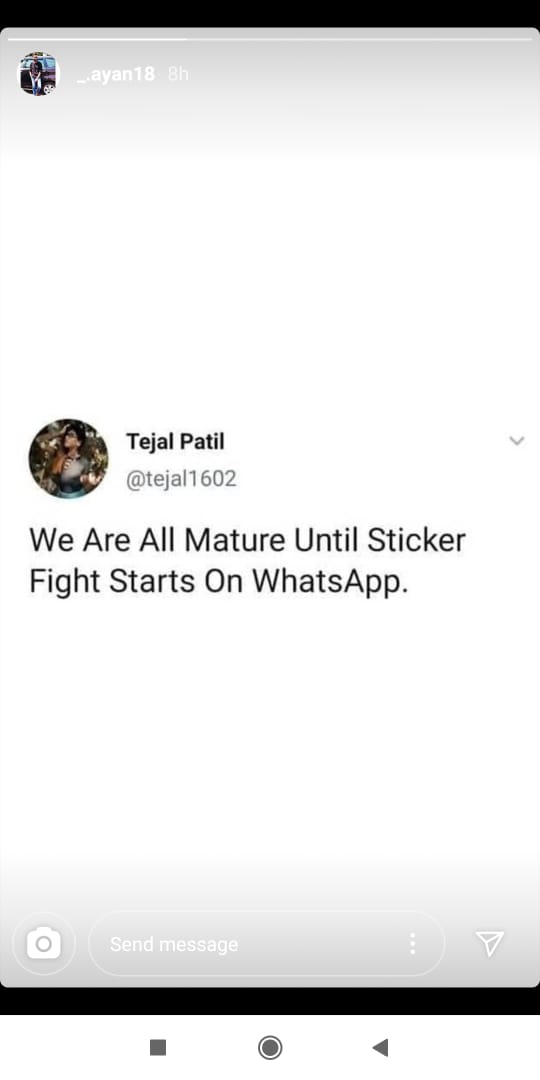 _.ayan18 8h
Tejal Patil
@tejal1602
We Are All Mature Until Sticker
Fight Starts On WhatsApp.
Send message